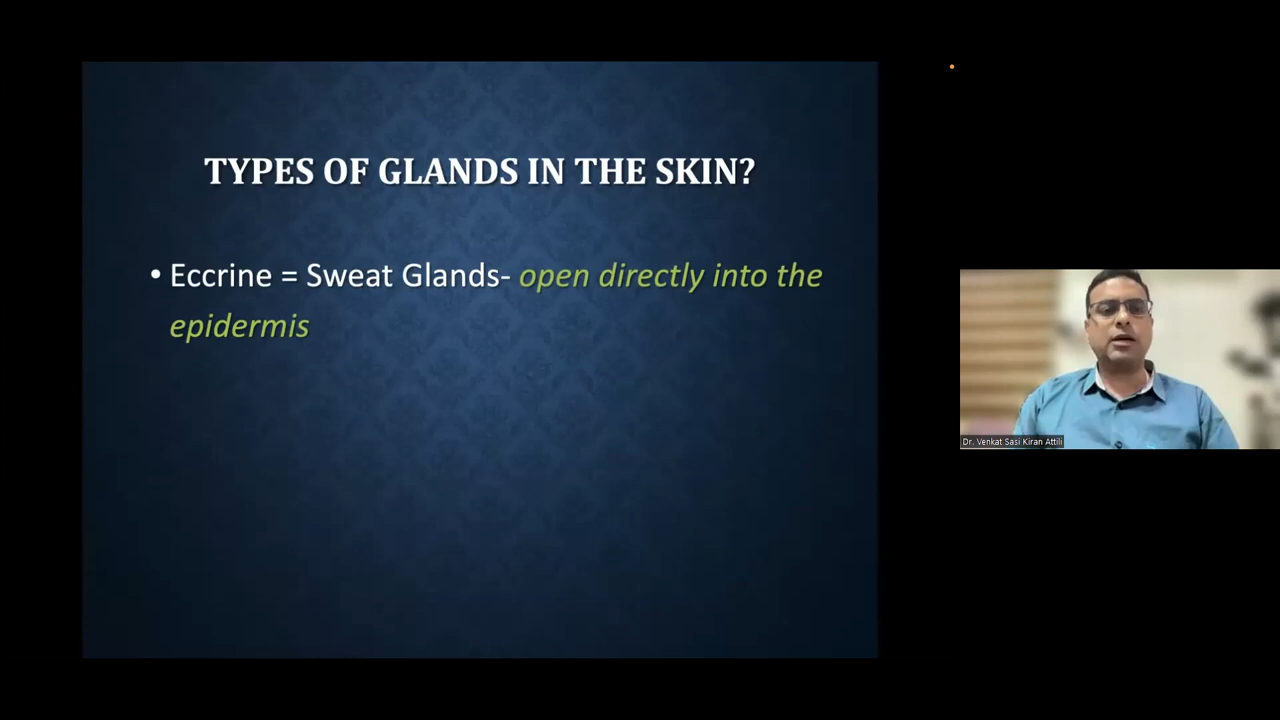 TYPES OF GLANDS IN THE SKIN?
• Eccrine = Sweat Glands- open directly into the
epidermis
Dr. Venkat Sasi Kiran Attili